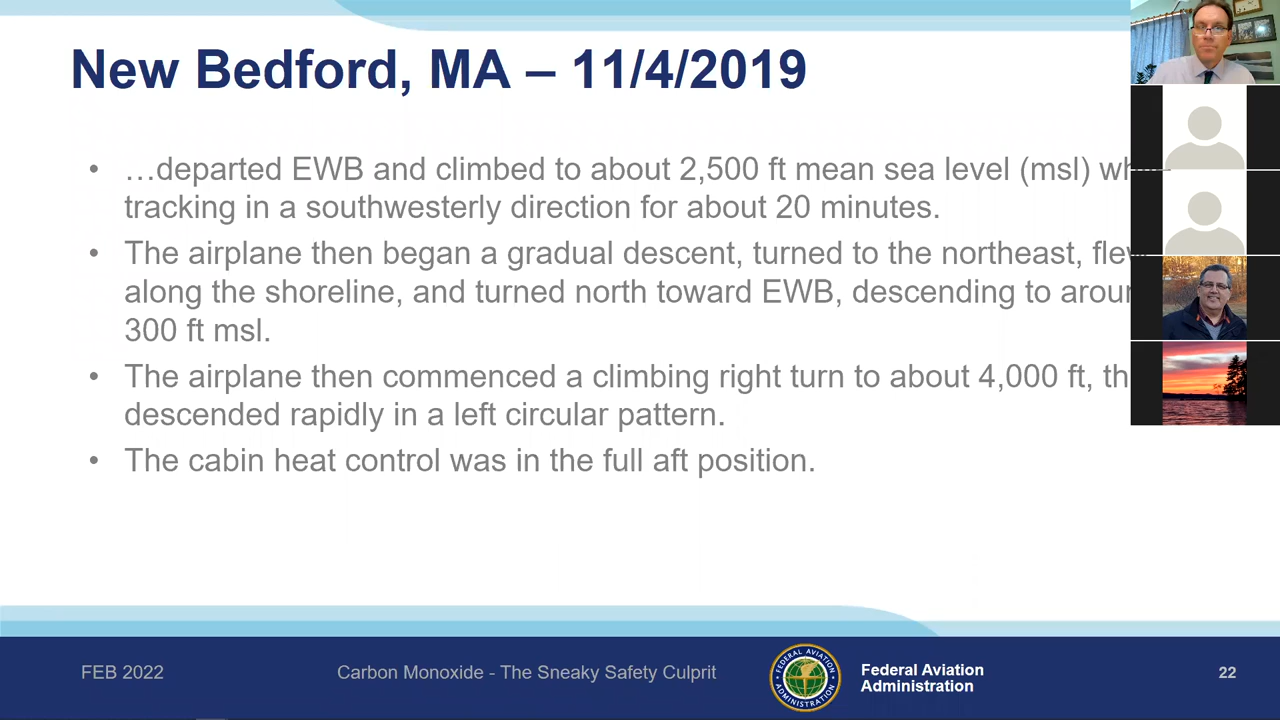 New Bedford, MA – 11/4/2019
• …departed EWB and climbed to about 2,500 ft mean sea level (msl)
tracking in a southwesterly direction for about 20 minutes.
• The airplane then began a gradual descent, turned to the northeast, flew
along the shoreline, and turned north toward EWB, descending to
300 ft msl.
• The airplane then commenced a climbing right turn to about 4,000 ft,
descended rapidly in a left circular pattern.
• The cabin heat control was in the full aft position.
FEB 2022
Carbon Monoxide - The Sneaky Safety Culprit
FEDERAL AVIATION
ADMINISTRATION
Federal Aviation
Administration
22